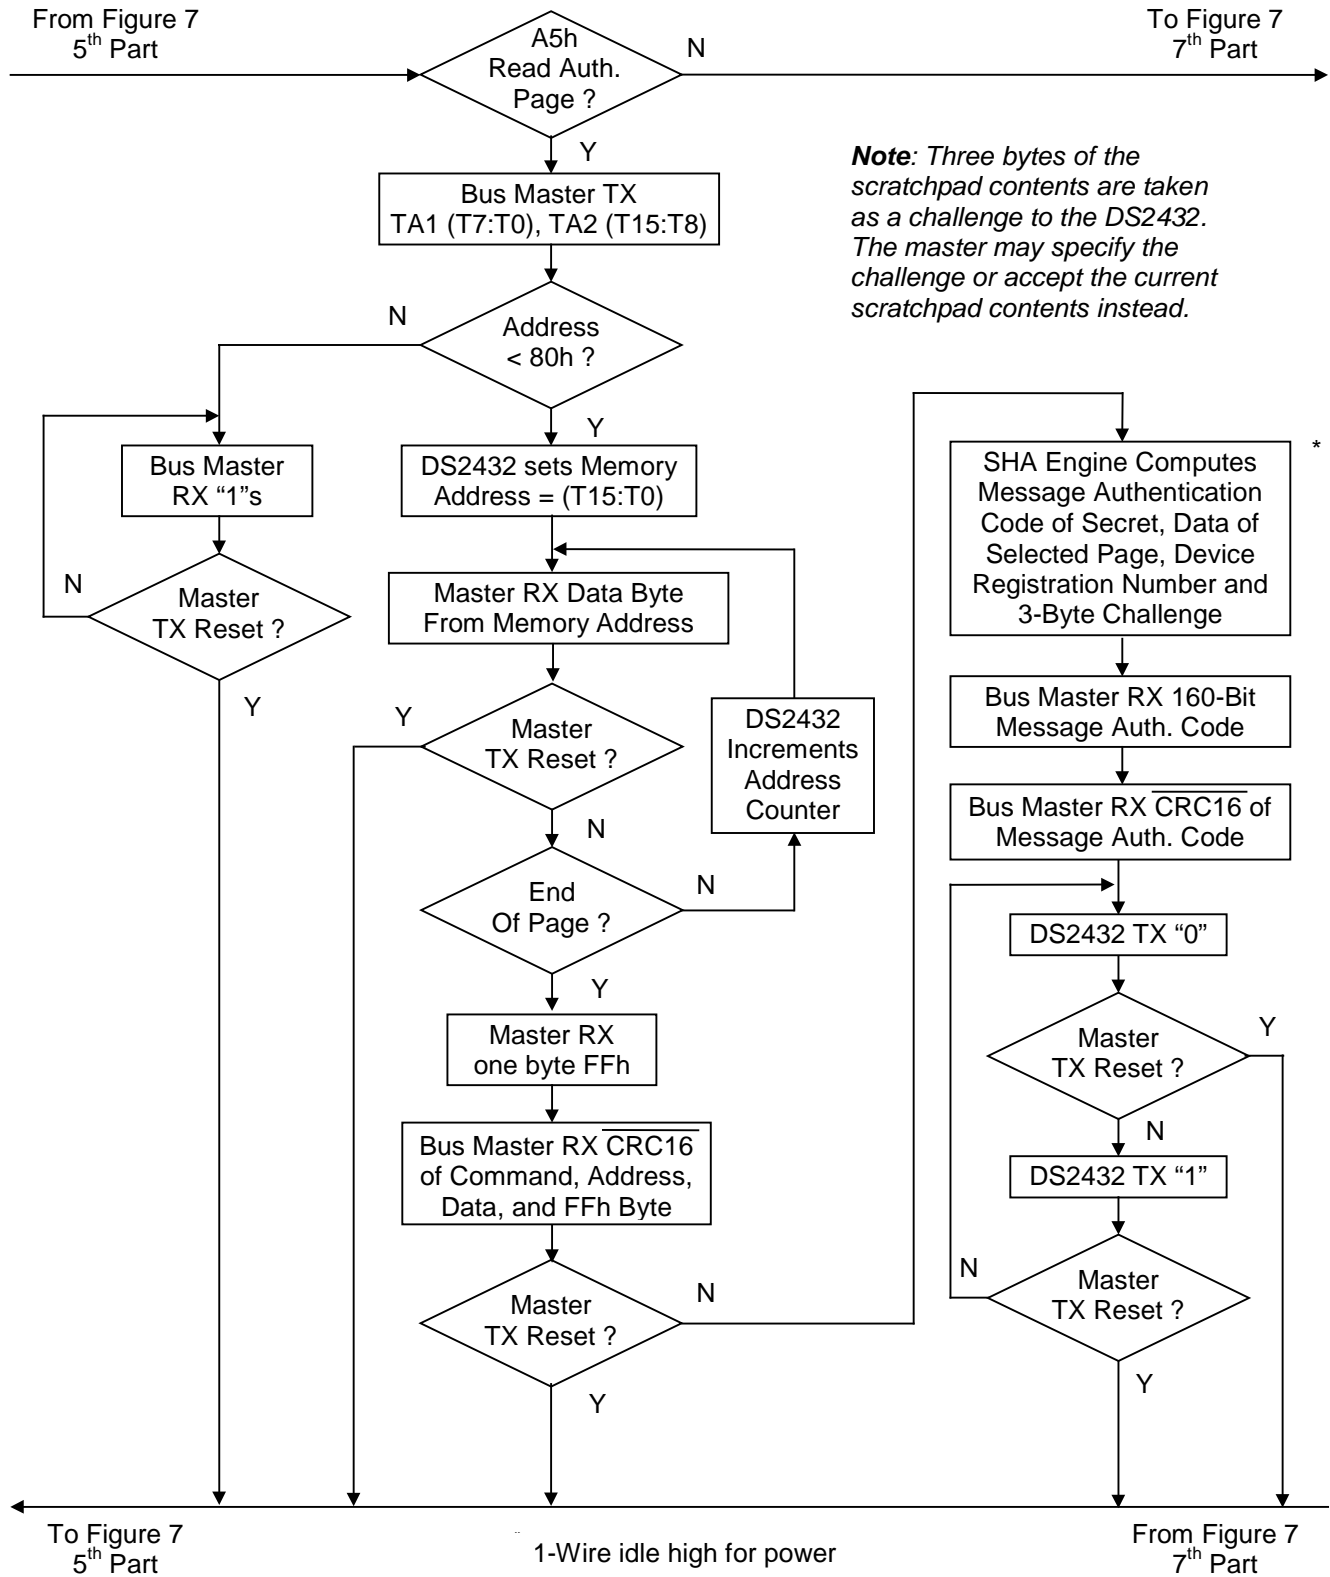 From Figure 7
5th Part
To Figure 7
7th Part
A5h
Read Auth.
Page ?
N
Y
Bus Master TX
TA1 (T7:T0), TA2 (T15:T8)
Note: Three bytes of the
scratchpad contents are taken
as a challenge to the DS2432.
The master may specify the
challenge or accept the current
scratchpad contents instead.
N
Address
< 80h ?
Y
Bus Master
RX “1”s
N
Master
TX Reset ?
Y
DS2432 sets Memory
Address = (T15:T0)
Master RX Data Byte
From Memory Address
Y
Master
TX Reset ?
N
DS2432
Increments
Address
Counter
End
Of Page ?
N
Y
Master RX
one byte FFh
Bus Master RX CRC16
of Command, Address,
Data, and FFh Byte
Master
TX Reset ?
N
Y
*
SHA Engine Computes
Message Authentication
Code of Secret, Data of
Selected Page, Device
Registration Number and
3-Byte Challenge
Bus Master RX 160-Bit
Message Auth. Code
Bus Master RX CRC16 of
Message Auth. Code
DS2432 TX “0”
Master
TX Reset ?
Y
N
DS2432 TX “1”
N
Master
TX Reset ?
Y
To Figure 7
5th Part
1-Wire idle high for power
From Figure 7
7th Part